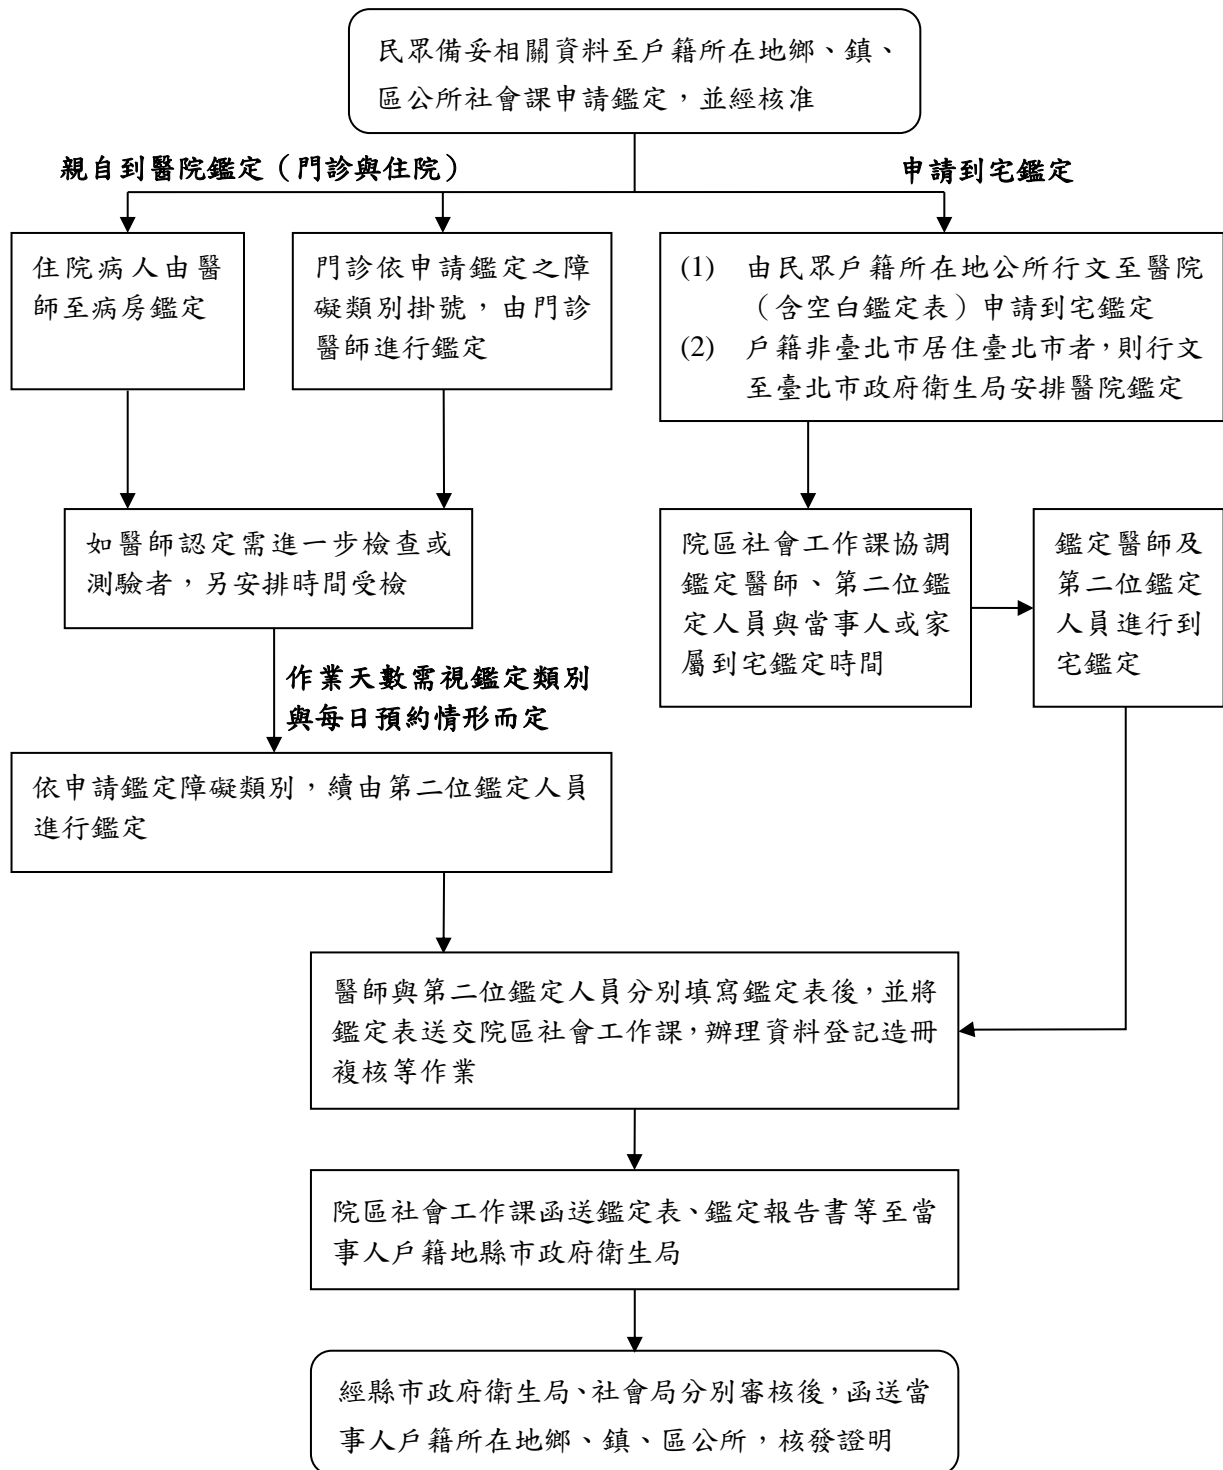 民眾備妥相關資料至戶籍所在地鄉、鎮、
區公所社會課申請鑑定，並經核准
親自到醫院鑑定（門診與住院）
申請到宅鑑定
住院病人由醫
師至病房鑑定
門診依申請鑑定之障
礙類別掛號，由門診
醫師進行鑑定
(1) 由民眾戶籍所在地公所行文至醫院
（含空白鑑定表）申請到宅鑑定
(2) 戶籍非臺北市居住臺北市者，則行文
至臺北市政府衛生局安排醫院鑑定
如醫師認定需進一步檢查或
測驗者，另安排時間受檢
院區社會工作課協調
鑑定醫師、第二位鑑
定人員與當事人或家
屬到宅鑑定時間
鑑定醫師及
第二位鑑定
人員進行到
宅鑑定
作業天數需視鑑定類別
與每日預約情形而定
依申請鑑定障礙類別，續由第二位鑑定人員
進行鑑定
醫師與第二位鑑定人員分別填寫鑑定表後，並將
鑑定表送交院區社會工作課，辦理資料登記造冊
複核等作業
院區社會工作課函送鑑定表、鑑定報告書等至當
事人戶籍地縣市政府衛生局
經縣市政府衛生局、社會局分別審核後，函送當
事人戶籍所在地鄉、鎮、區公所，核發證明